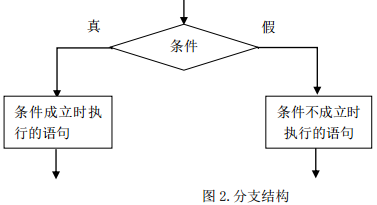 真
假
条件
条件成立时执
行的语句
条件不成立时
执行的语句
图 2.分支结构